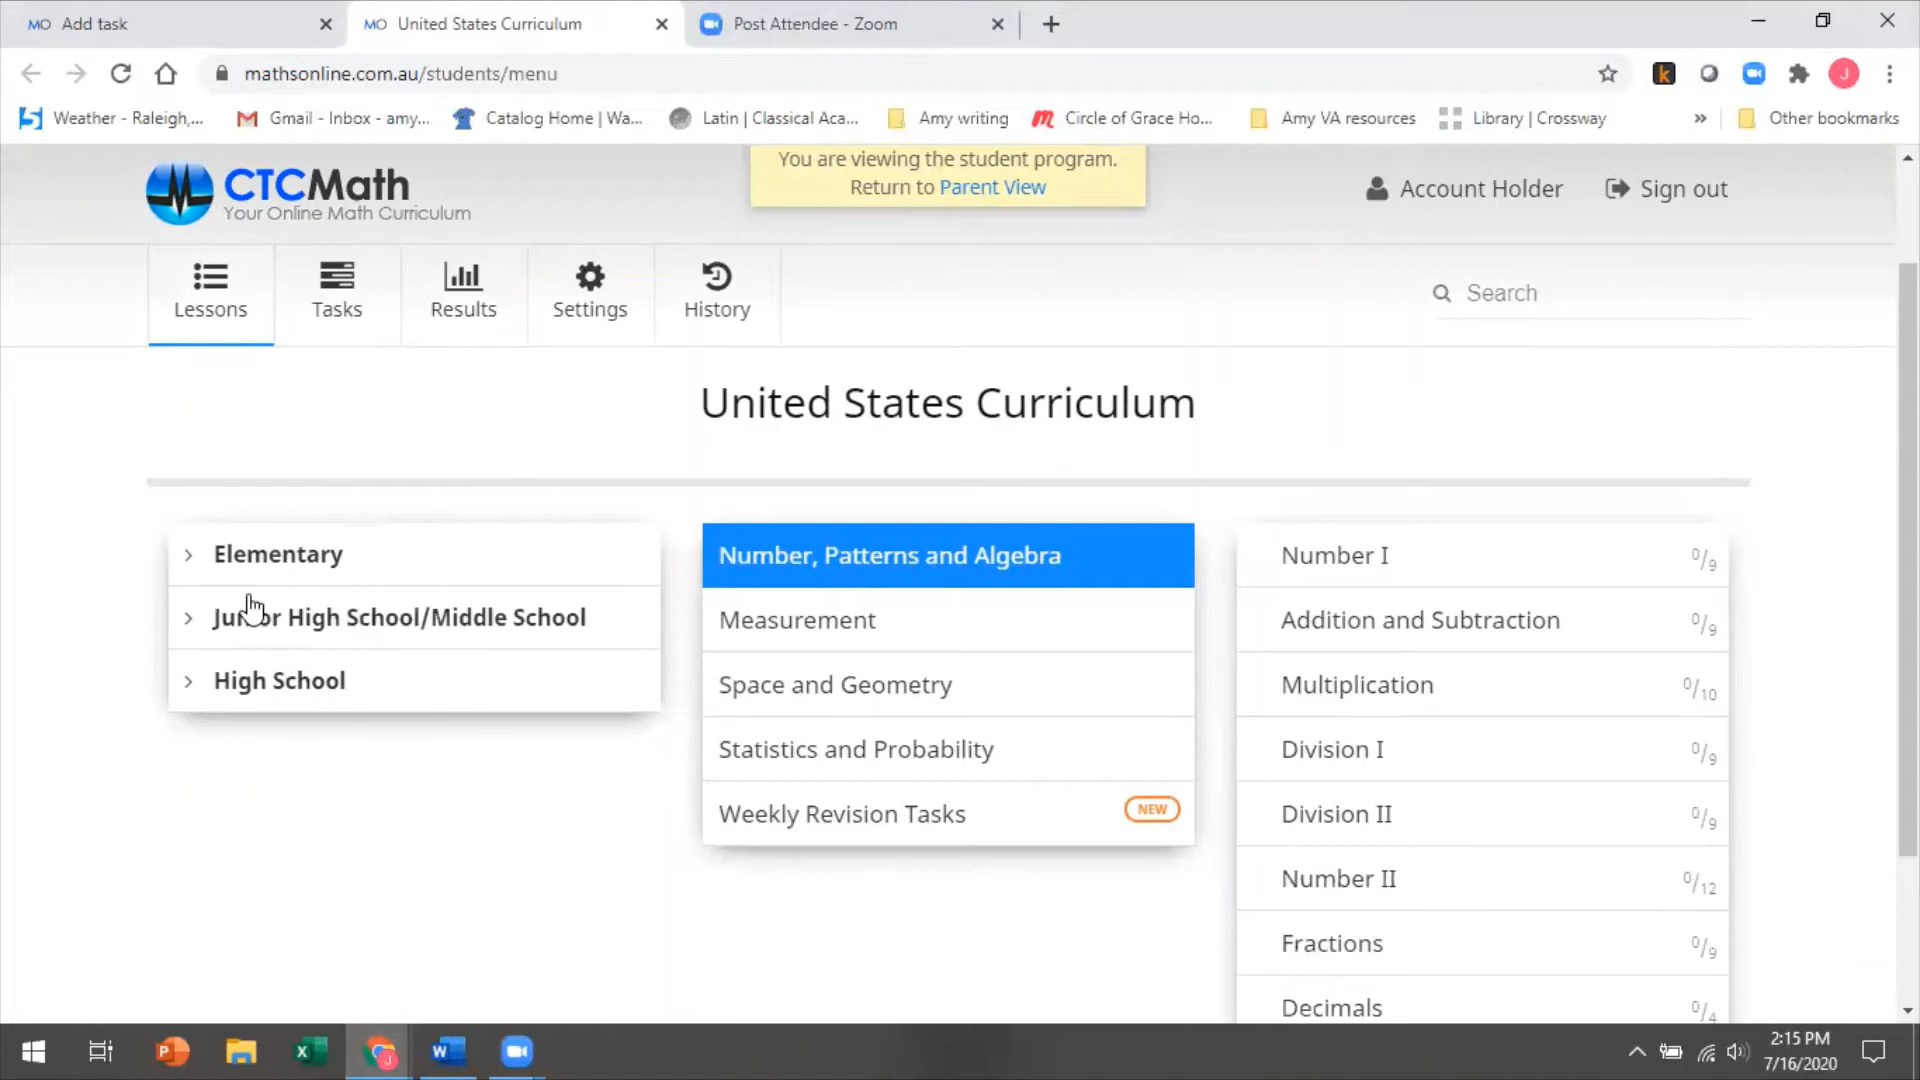 Add task
United States Curriculum
Post Attendee - Zoom
mathsonline.com.au/students/menu
Weather - Raleigh,...
Gmail - Inbox - amy...
Catalog Home | Wa...
Latin | Classical Aca...
Amy writing
Circle of Grace Ho...
Amy VA resources
Library | Crossway
Other bookmarks
CTCMath
Your Online Math Curriculum
You are viewing the student program.
Return to Parent View
Account Holder
Sign out
Lessons
Tasks
Results
Settings
History
Search
United States Curriculum
Elementary
Junior High School/Middle School
High School
Number, Patterns and Algebra
Measurement
Space and Geometry
Statistics and Probability
Weekly Revision Tasks NEW
Number I 0/9
Addition and Subtraction 0/9
Multiplication 0/10
Division I 0/9
Division II 0/9
Number II 0/12
Fractions 0/9
Decimals 0/4
2:15 PM
7/16/2020